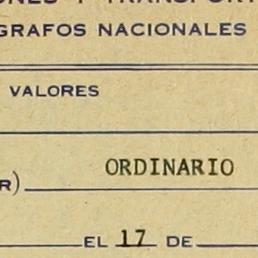 GRAFOS NACIONALES
VALORES
ORDINARIO
R)
EL 17 DE